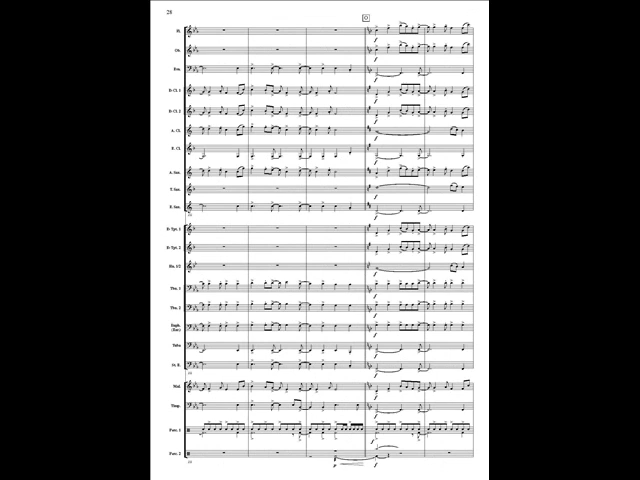 28
O
Fl.
Ob.
Bsn.
B♭ Cl. 1
B♭ Cl. 2
A. Cl.
B. Cl.
A. Sax.
T. Sax.
B. Sax.
B♭ Tpt. 1
B♭ Tpt. 2
Hn. 1/2
Tbn. 1
Tbn. 2
Euph.
(Bar)
Tuba
St. B.
Mal.
Timp.
Perc. 1
Perc. 2
f
p
f